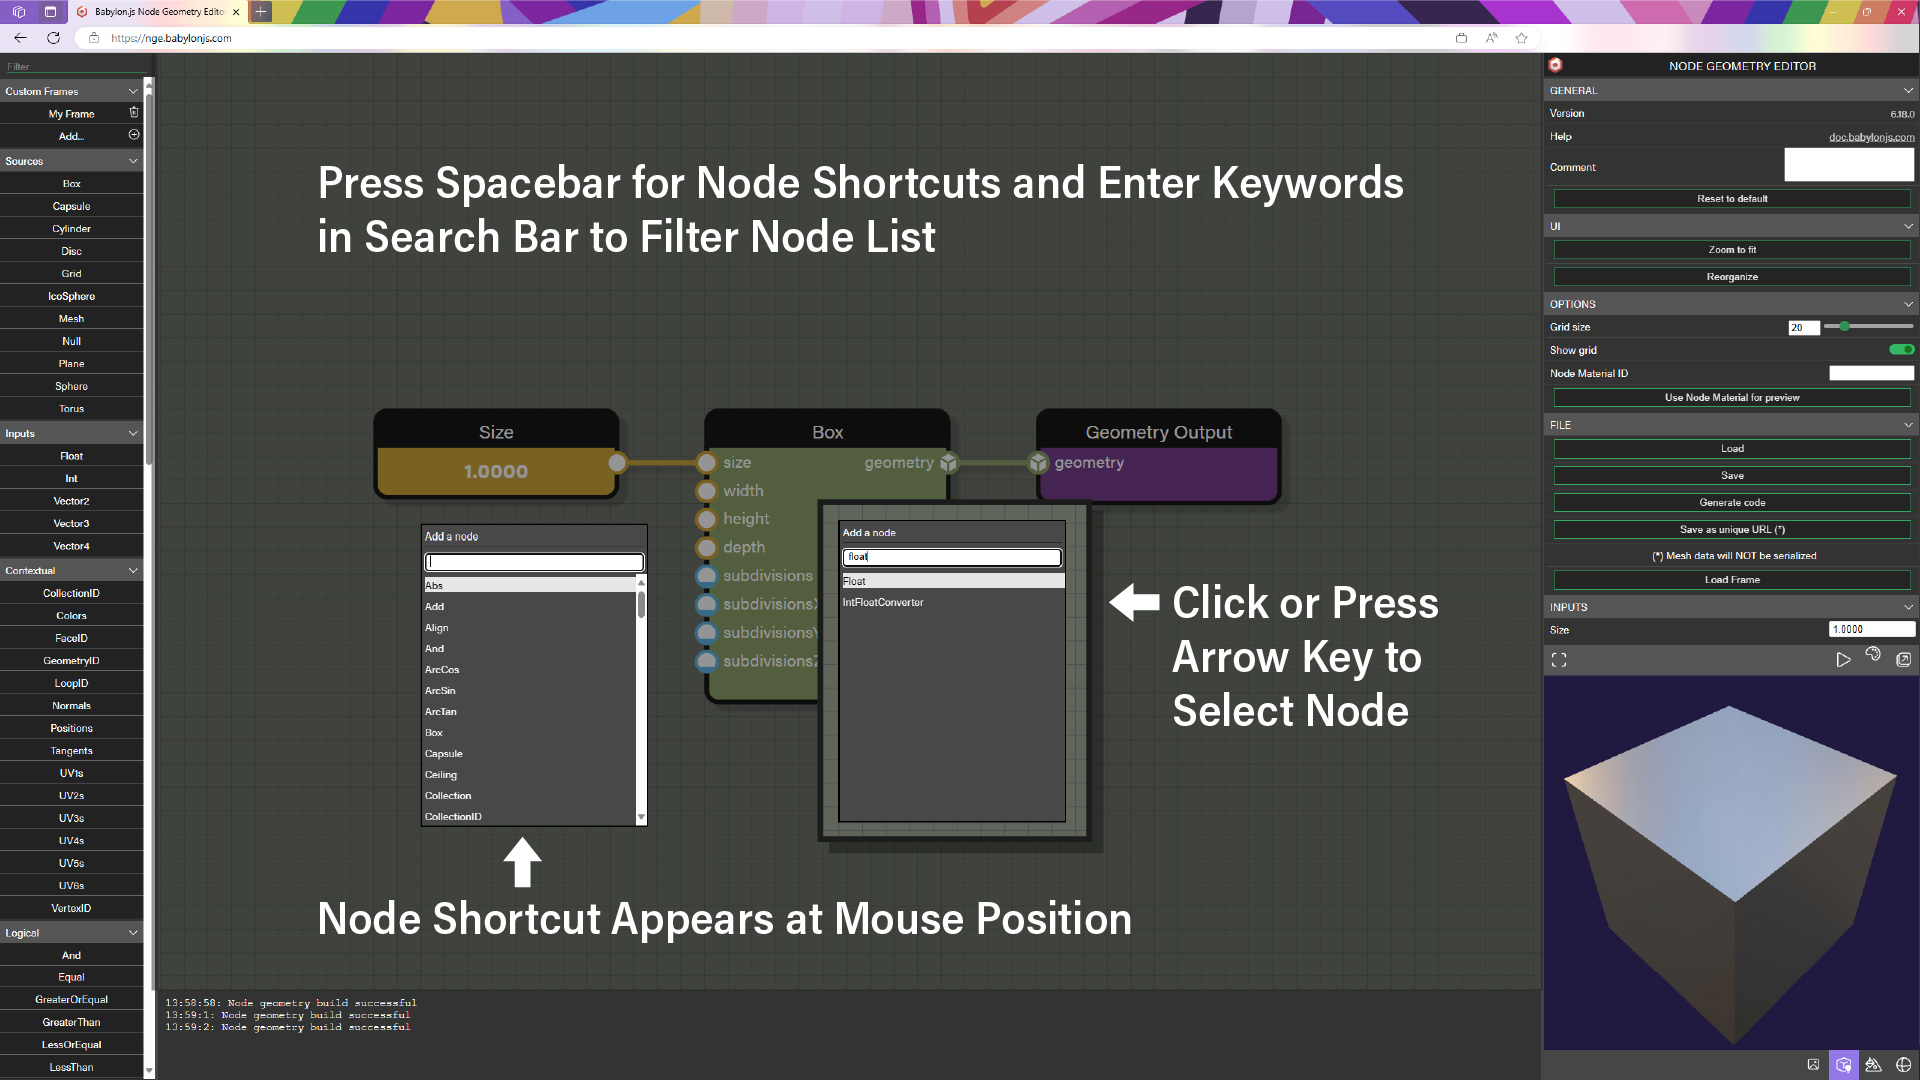 Babylon.js Node Geometry Edito
https://nge.babylonjs.com
Filter
Custom Frames
My Frame
Add...
Sources
Box
Capsule
Cylinder
Disc
Grid
IcoSphere
Mesh
Null
Plane
Sphere
Torus
Inputs
Float
Int
Vector2
Vector3
Vector4
Contextual
CollectionID
Colors
FaceID
GeometryID
LoopID
Normals
Positions
Tangents
UV1s
UV2s
UV3s
UV4s
UV5s
UV6s
VertexID
Logical
And
Equal
GreaterOrEqual
GreaterThan
LessOrEqual
LessThan
Press Spacebar for Node Shortcuts and Enter Keywords
in Search Bar to Filter Node List
Size
1.0000
Box
size
geometry
width
height
depth
subdivisions
subdivisionsX
subdivisionsY
subdivisionsZ
Geometry Output
geometry
Add a node
Abs
Add
Align
And
ArcCos
ArcSin
ArcTan
Box
Capsule
Ceiling
Collection
CollectionID
Add a node
float
Float
IntFloatConverter
Click or Press
Arrow Key to
Select Node
Node Shortcut Appears at Mouse Position
13:58:58: Node geometry build successful
13:59:1: Node geometry build successful
13:59:2: Node geometry build successful
NODE GEOMETRY EDITOR
GENERAL
Version 6.18.0
Help doc.babylonjs.com
Comment
Reset to default
UI
Zoom to fit
Reorganize
OPTIONS
Grid size 20
Show grid
Node Material ID
Use Node Material for preview
FILE
Load
Save
Generate code
Save as unique URL (*)
(*) Mesh data will NOT be serialized
Load Frame
INPUTS
Size 1.0000